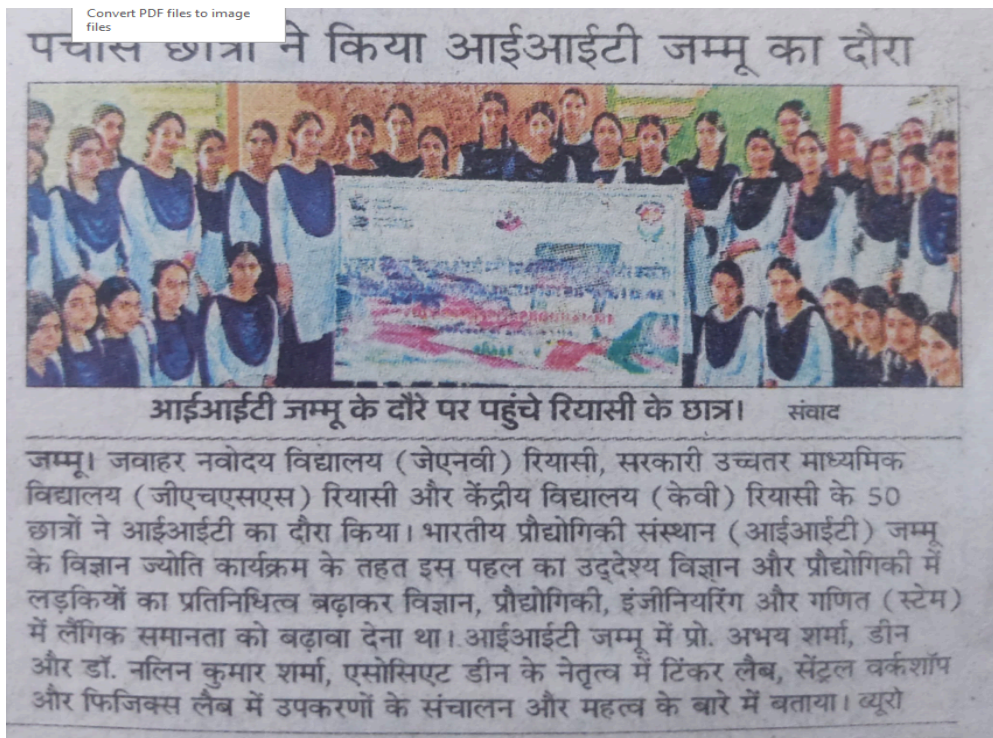 Convert PDF files to image
files
पचास छात्रों ने किया आईआईटी जम्मू का दौरा
आईआईटी जम्मू के दौरे पर पहुंचे रियासी के छात्र। संवाद
जम्मू। जवाहर नवोदय विद्यालय (जेएनवी) रियासी, सरकारी उच्चतर माध्यमिक
विद्यालय (जीएचएसएस) रियासी और केंद्रीय विद्यालय (केवी) रियासी के 50
छात्रों ने आईआईटी का दौरा किया। भारतीय प्रौद्योगिकी संस्थान (आईआईटी) जम्मू
के विज्ञान ज्योति कार्यक्रम के तहत इस पहल का उद्देश्य विज्ञान और प्रौद्योगिकी में
लड़कियों का प्रतिनिधित्व बढ़ाकर विज्ञान, प्रौद्योगिकी, इंजीनियरिंग और गणित (स्टेम)
में लैंगिक समानता को बढ़ावा देना था। आईआईटी जम्मू में प्रो. अभय शर्मा, डीन
और डॉ. नलिन कुमार शर्मा, एसोसिएट डीन के नेतृत्व में टिंकर लैब, सेंट्रल वर्कशॉप
और फिजिक्स लैब में उपकरणों के संचालन और महत्व के बारे में बताया। ब्यूरो